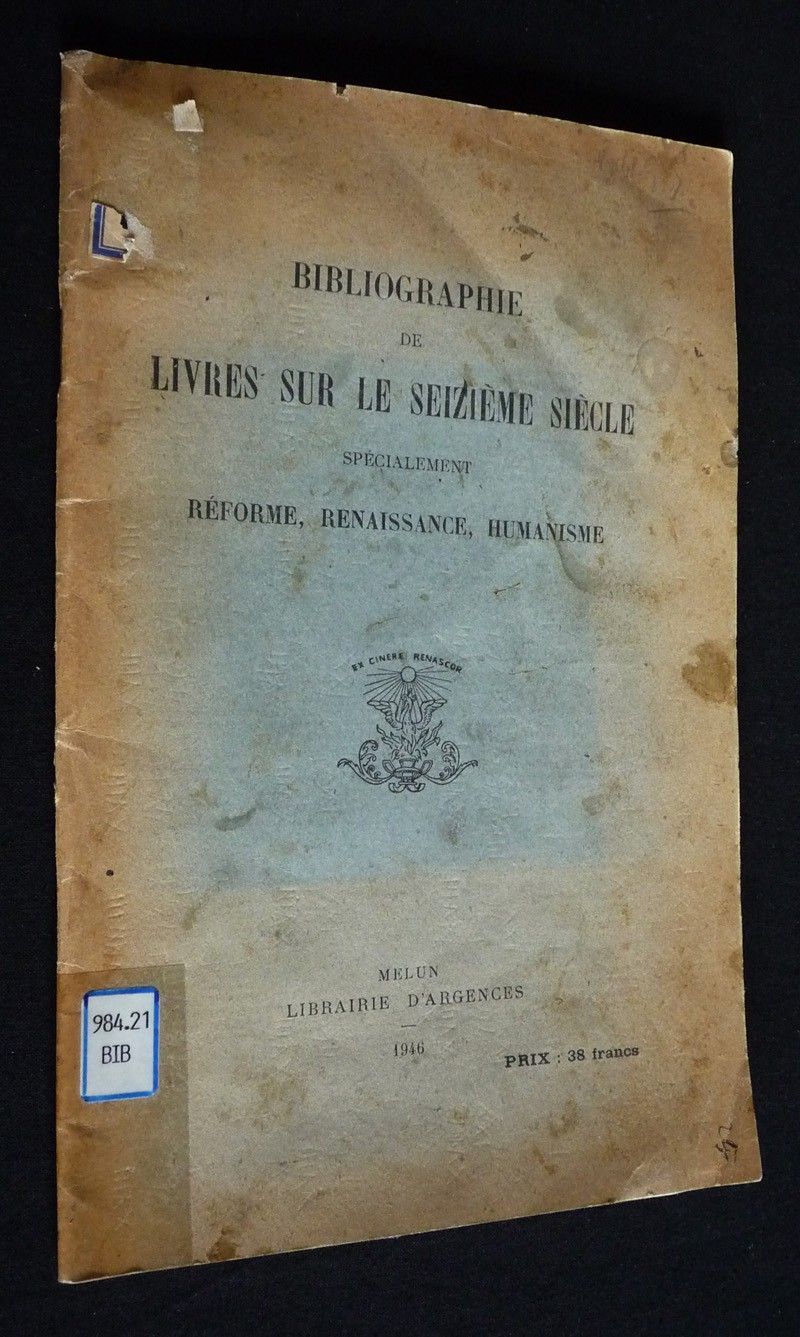 BIBLIOGRAPHIE
DE
LIVRES SUR LE SEIZIÈME SIÈCLE
SPÉCIALEMENT
RÉFORME, RENAISSANCE, HUMANISME
EX CINERE RENASCOR
MELUN
LIBRAIRIE D'ARGENCES
1946
PRIX : 38 francs
984.21
BIB